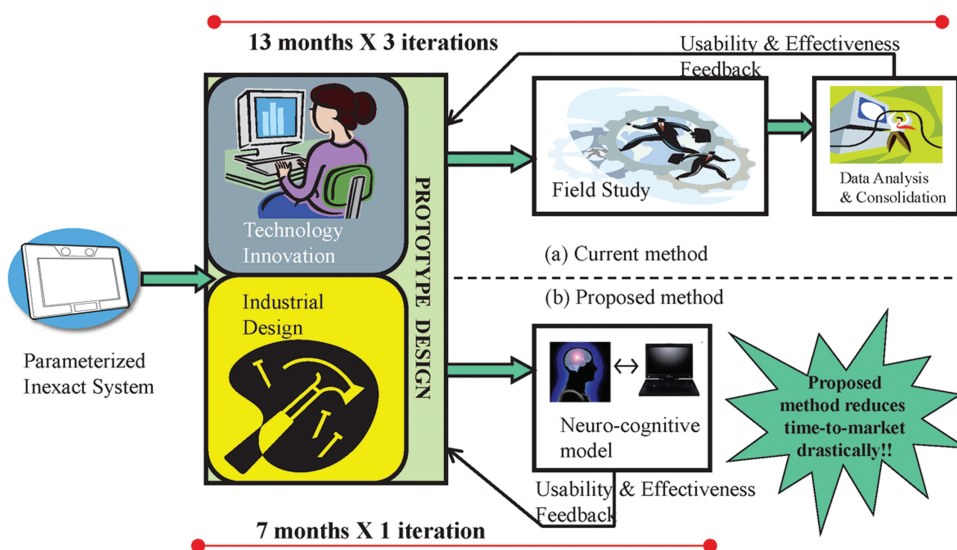 13 months X 3 iterations
Usability & Effectiveness
Feedback
Technology
Innovation
PROTOTYPE DESIGN
Field Study
Data Analysis
& Consolidation
(a) Current method
(b) Proposed method
Parameterized
Inexact System
Industrial
Design
Neuro-cognitive
model
Proposed
method reduces
time-to-market
drastically!!
Usability & Effectiveness
Feedback
7 months X 1 iteration